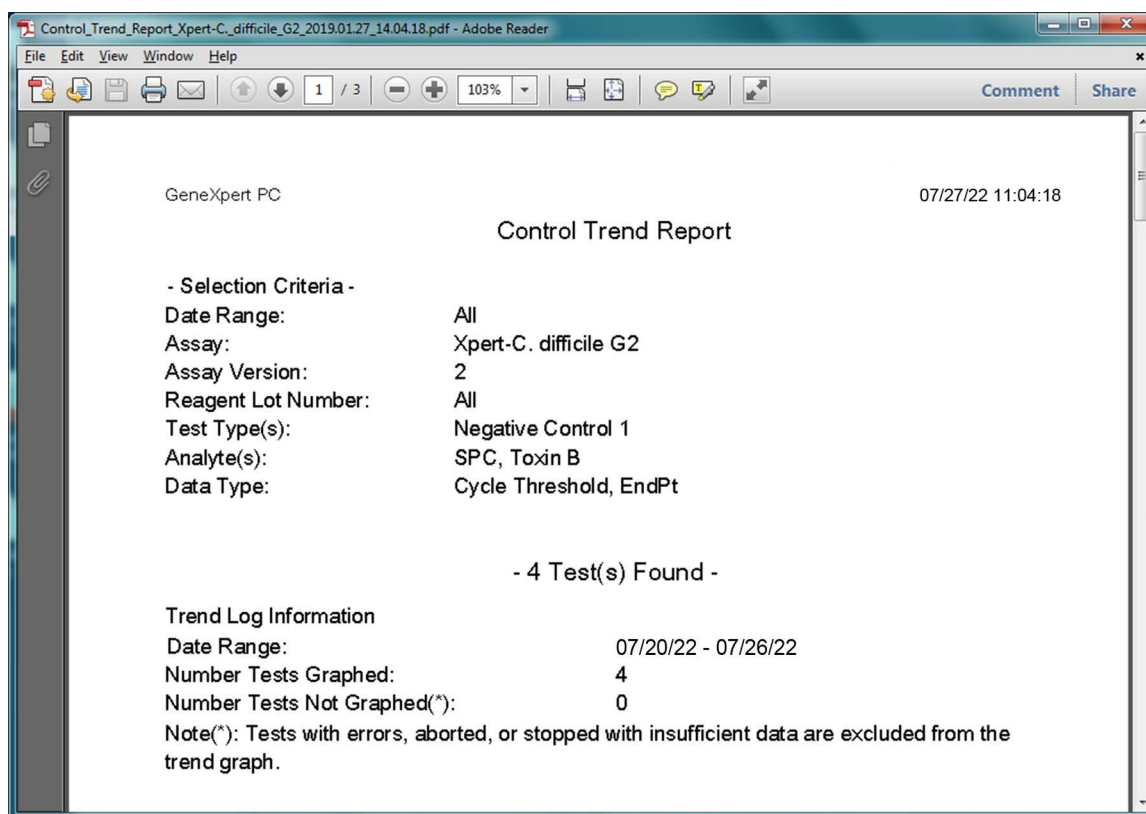 Control_Trend_Report_Xpert-C._difficile_G2_2019.01.27_14.04.18.pdf - Adobe Reader
File Edit View Window Help
1 / 3 103% Comment Share
GeneXpert PC 07/27/22 11:04:18
Control Trend Report
- Selection Criteria -
Date Range: All
Assay: Xpert-C. difficile G2
Assay Version: 2
Reagent Lot Number: All
Test Type(s): Negative Control 1
Analyte(s): SPC, Toxin B
Data Type: Cycle Threshold, EndPt
- 4 Test(s) Found -
Trend Log Information
Date Range: 07/20/22 - 07/26/22
Number Tests Graphed: 4
Number Tests Not Graphed(*): 0
Note(*): Tests with errors, aborted, or stopped with insufficient data are excluded from the
trend graph.